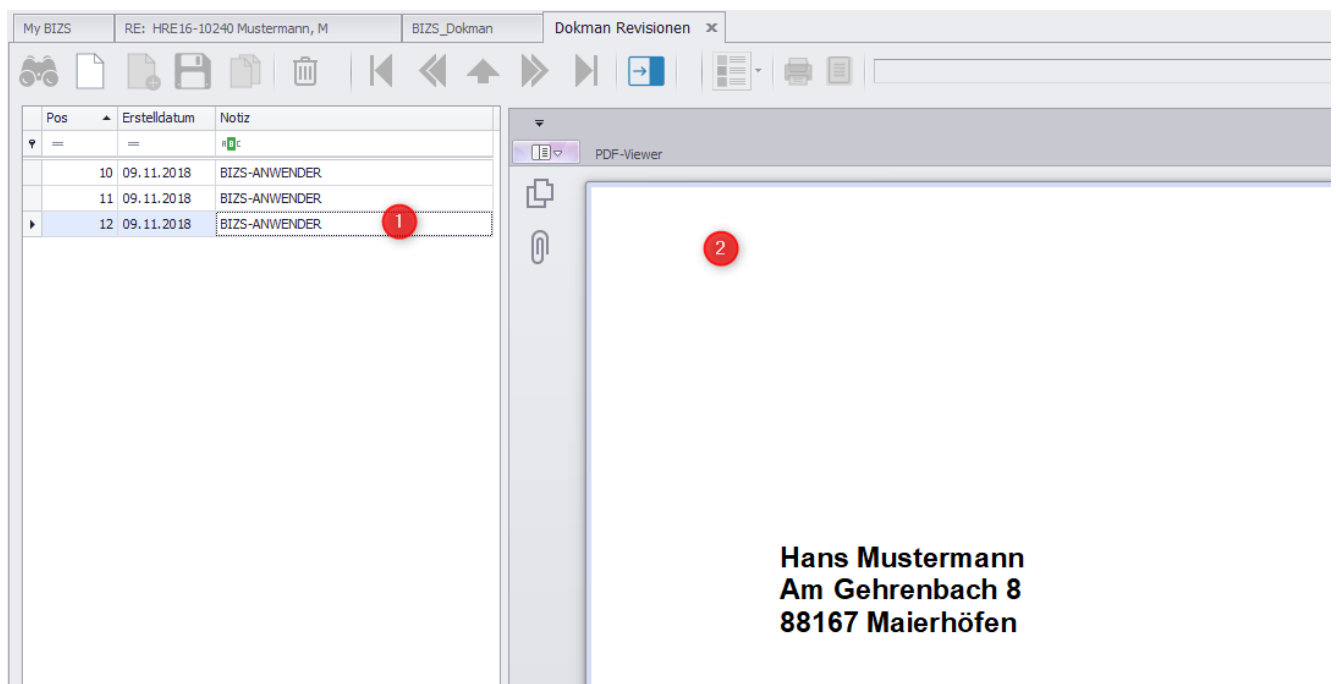 My BIZS RE: HRE16-10240 Mustermann, M BIZS_Dokman Dokman Revisionen x
Pos Erstelldatum Notiz
= = ABC
10 09.11.2018 BIZS-ANWENDER
11 09.11.2018 BIZS-ANWENDER
12 09.11.2018 BIZS-ANWENDER 1
PDF-Viewer
2
Hans Mustermann
Am Gehrenbach 8
88167 Maierhöfen